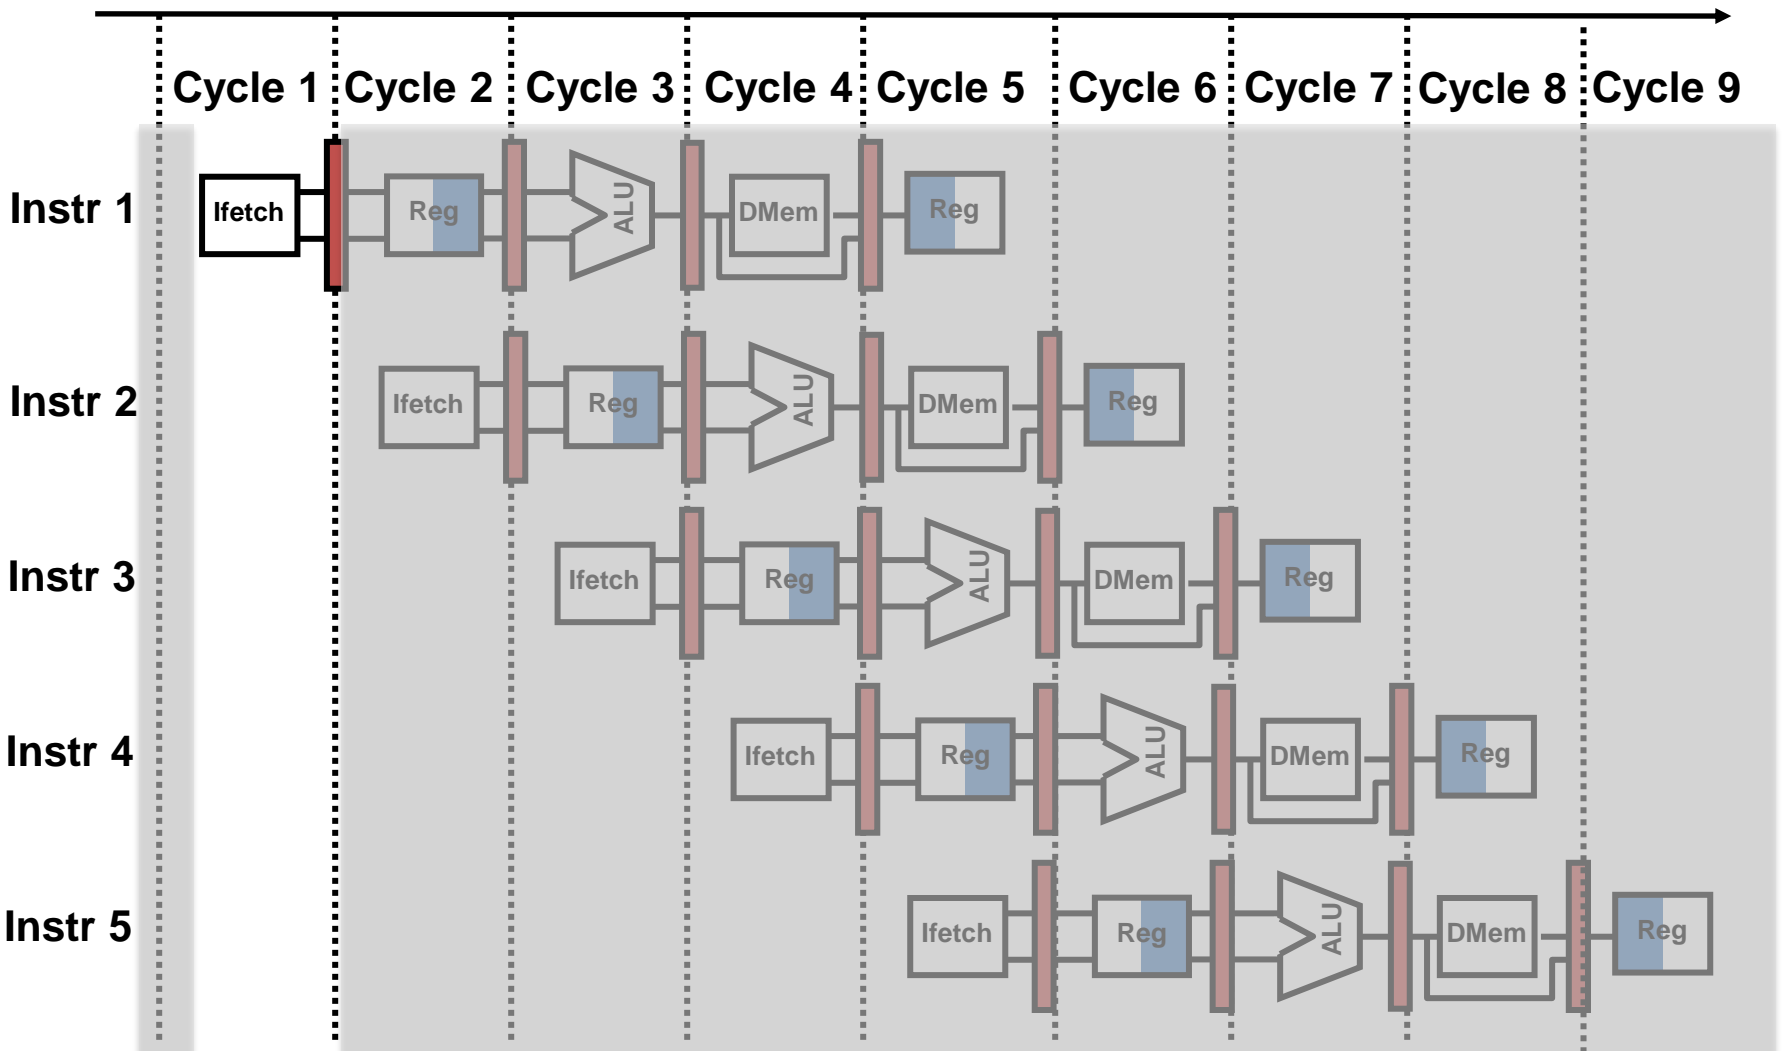 Cycle 1 Cycle 2 Cycle 3 Cycle 4 Cycle 5 Cycle 6 Cycle 7 Cycle 8 Cycle 9
Instr 1 Ifetch Reg ALU DMem Reg
Instr 2 Ifetch Reg ALU DMem Reg
Instr 3 Ifetch Reg ALU DMem Reg
Instr 4 Ifetch Reg ALU DMem Reg
Instr 5 Ifetch Reg ALU DMem Reg